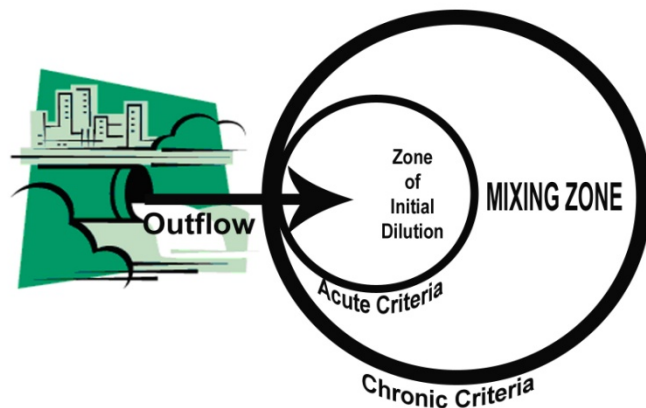 Outflow
Zone
of
Initial
Dilution
MIXING ZONE
Acute Criteria
Chronic Criteria